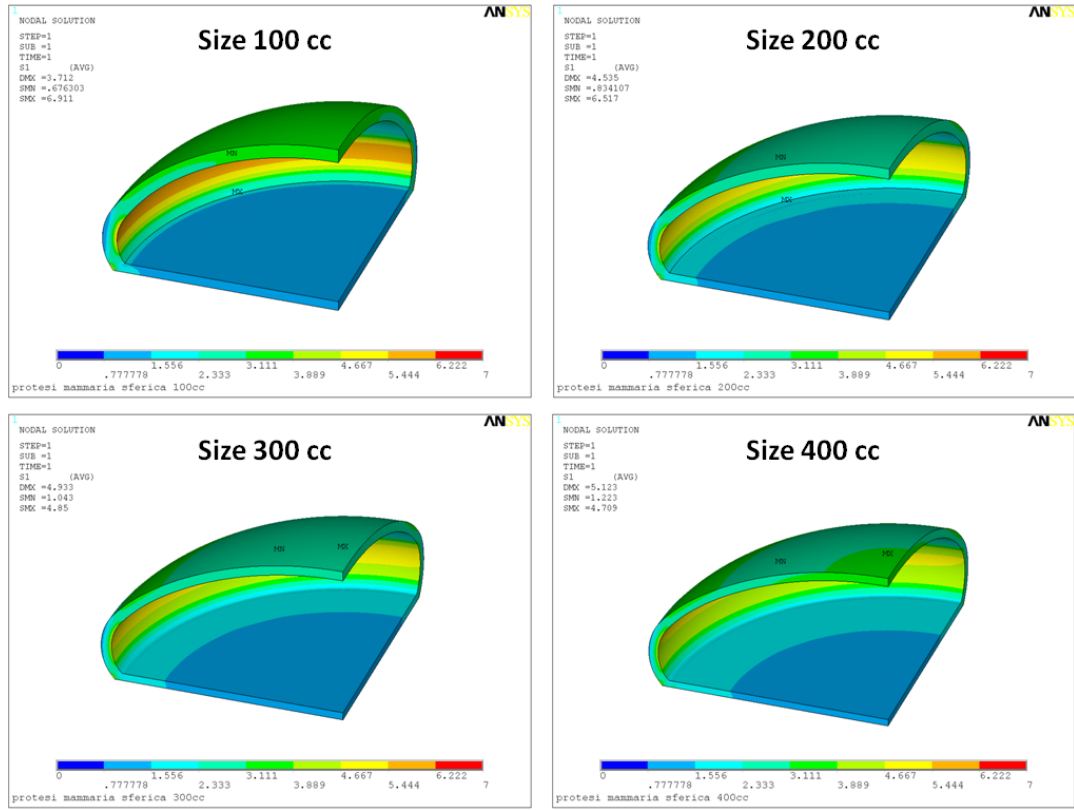 1
ANSYS
NODAL SOLUTION
STEP=1
SUB =1
TIME=1
S1 (AVG)
DMX =3.712
SMN =.676303
SMX =6.911
Size 100 cc
MN
MX
0 1.556 3.111 4.667 6.222
.777778 2.333 3.889 5.444 7
protesi mammaria sferica 100cc
1
ANSYS
NODAL SOLUTION
STEP=1
SUB =1
TIME=1
S1 (AVG)
DMX =4.535
SMN =.834107
SMX =6.517
Size 200 cc
MN
MX
0 1.556 3.111 4.667 6.222
.777778 2.333 3.889 5.444 7
protesi mammaria sferica 200cc
1
ANSYS
NODAL SOLUTION
STEP=1
SUB =1
TIME=1
S1 (AVG)
DMX =4.933
SMN =1.043
SMX =4.85
Size 300 cc
MN MX
0 1.556 3.111 4.667 6.222
.777778 2.333 3.889 5.444 7
protesi mammaria sferica 300cc
1
ANSYS
NODAL SOLUTION
STEP=1
SUB =1
TIME=1
S1 (AVG)
DMX =5.123
SMN =1.223
SMX =4.709
Size 400 cc
MN MX
0 1.556 3.111 4.667 6.222
.777778 2.333 3.889 5.444 7
protesi mammaria sferica 400cc